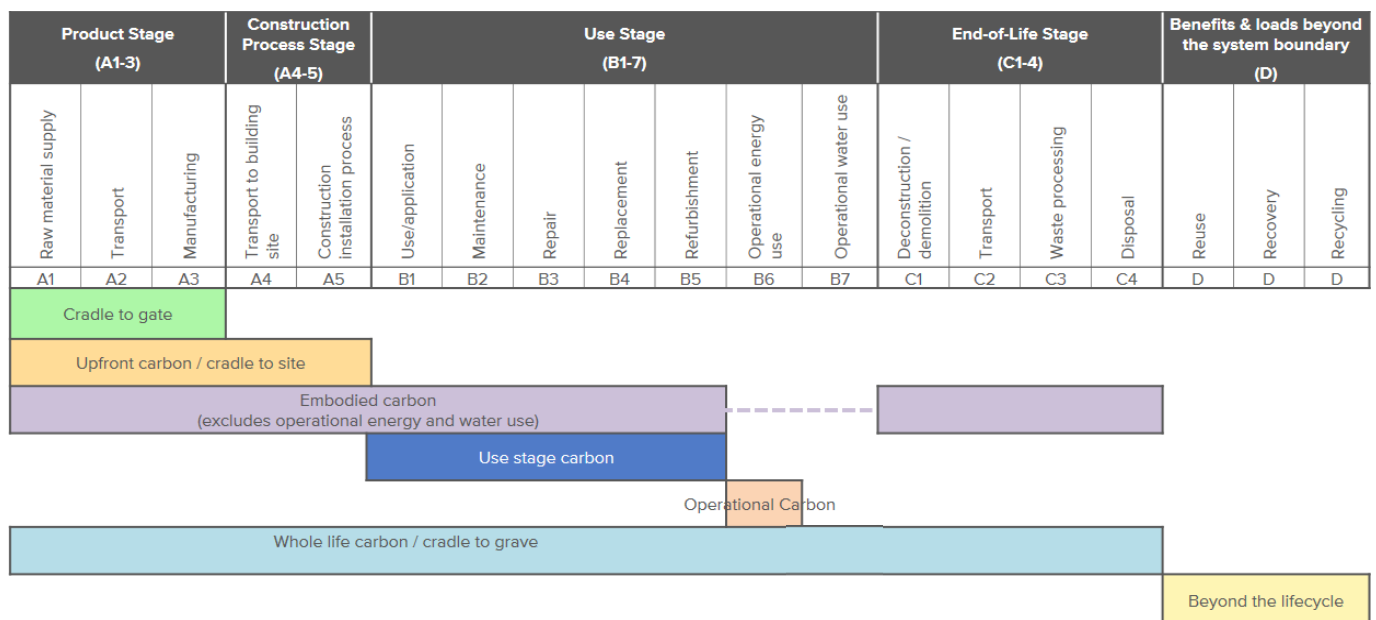 Product Stage
(A1-3)
Construction
Process Stage
(A4-5)
Use Stage
(B1-7)
End-of-Life Stage
(C1-4)
Benefits & loads beyond
the system boundary
(D)
Raw material supply
Transport
Manufacturing
Transport to building
site
Construction
installation process
Use/application
Maintenance
Repair
Replacement
Refurbishment
Operational energy
use
Operational water use
Deconstruction /
demolition
Transport
Waste processing
Disposal
Reuse
Recovery
Recycling
A1 A2 A3 A4 A5 B1 B2 B3 B4 B5 B6 B7 C1 C2 C3 C4 D D D
Cradle to gate
Upfront carbon / cradle to site
Embodied carbon
(excludes operational energy and water use)
Use stage carbon
Operational Carbon
Whole life carbon / cradle to grave
Beyond the lifecycle